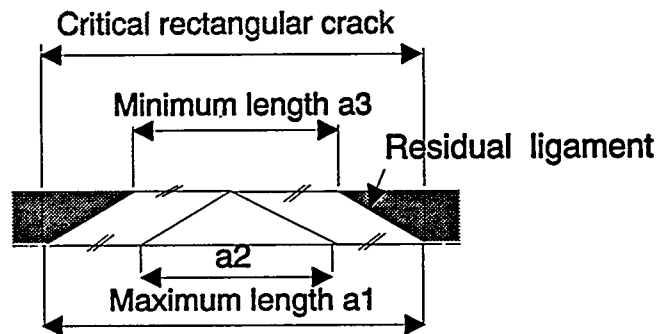 Critical rectangular crack
Minimum length a3
Residual ligament
a2
Maximum length a1